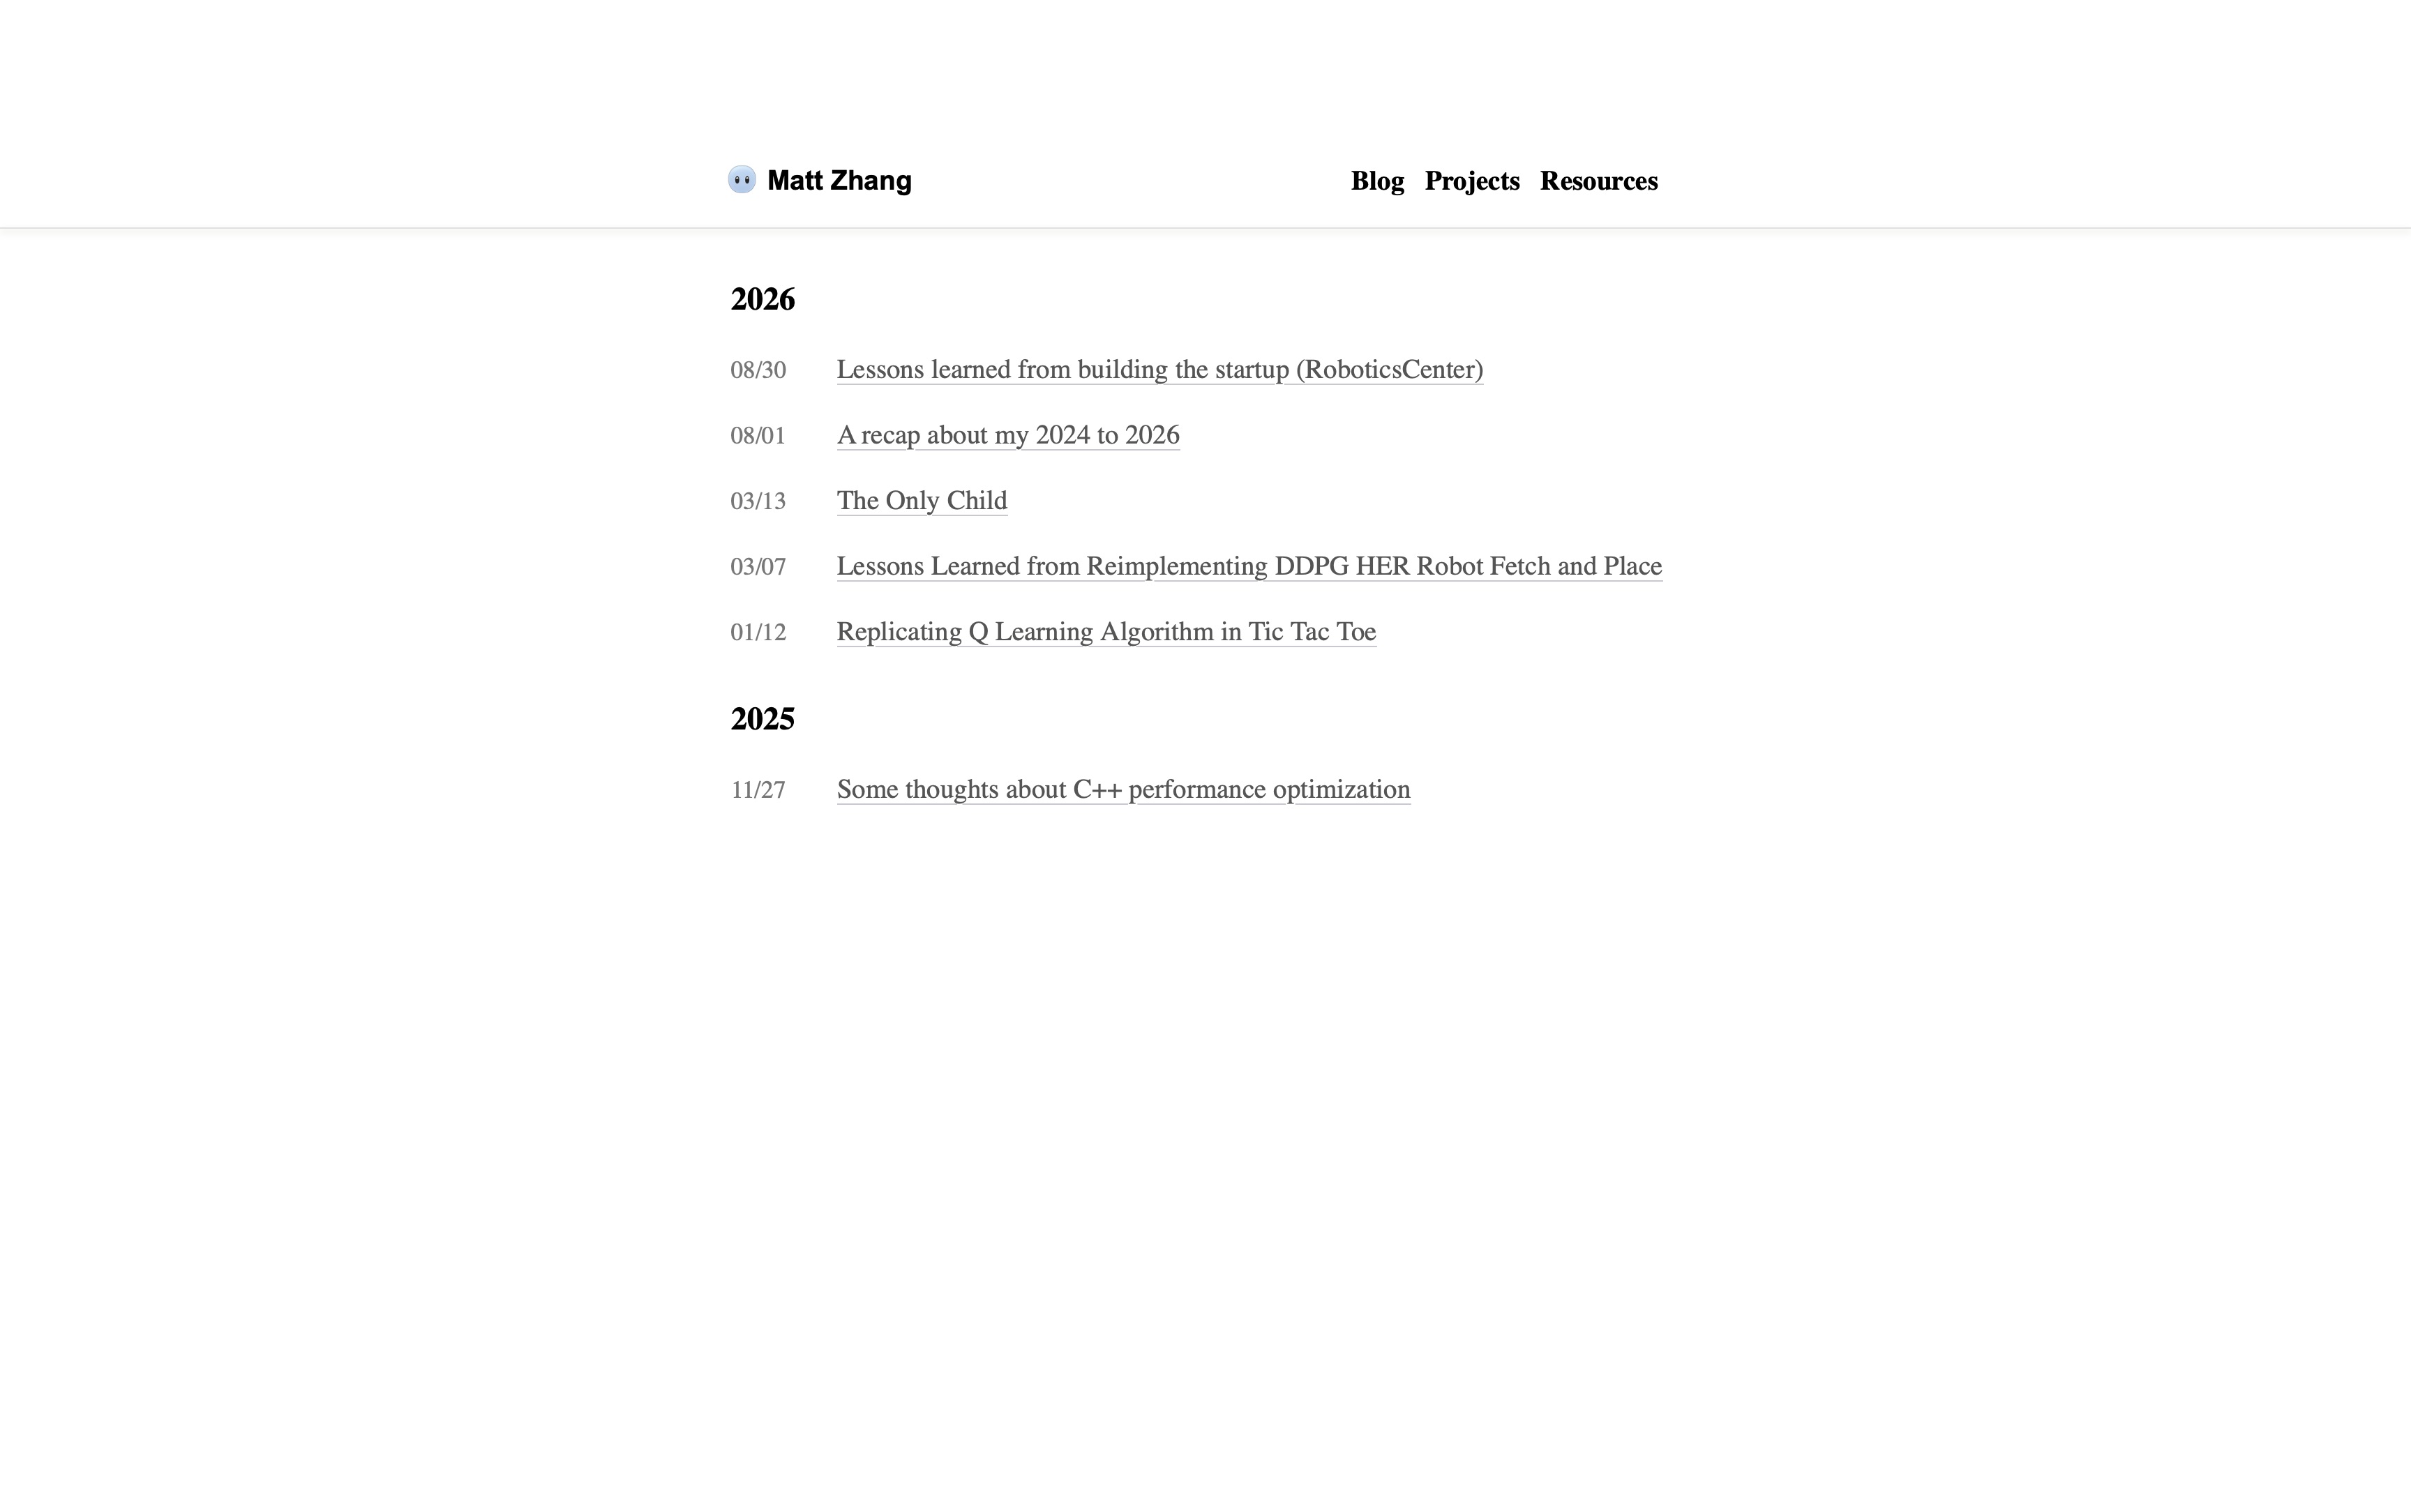 Matt Zhang
Blog Projects Resources
2026
08/30 Lessons learned from building the startup (RoboticsCenter)
08/01 A recap about my 2024 to 2026
03/13 The Only Child
03/07 Lessons Learned from Reimplementing DDPG HER Robot Fetch and Place
01/12 Replicating Q Learning Algorithm in Tic Tac Toe
2025
11/27 Some thoughts about C++ performance optimization